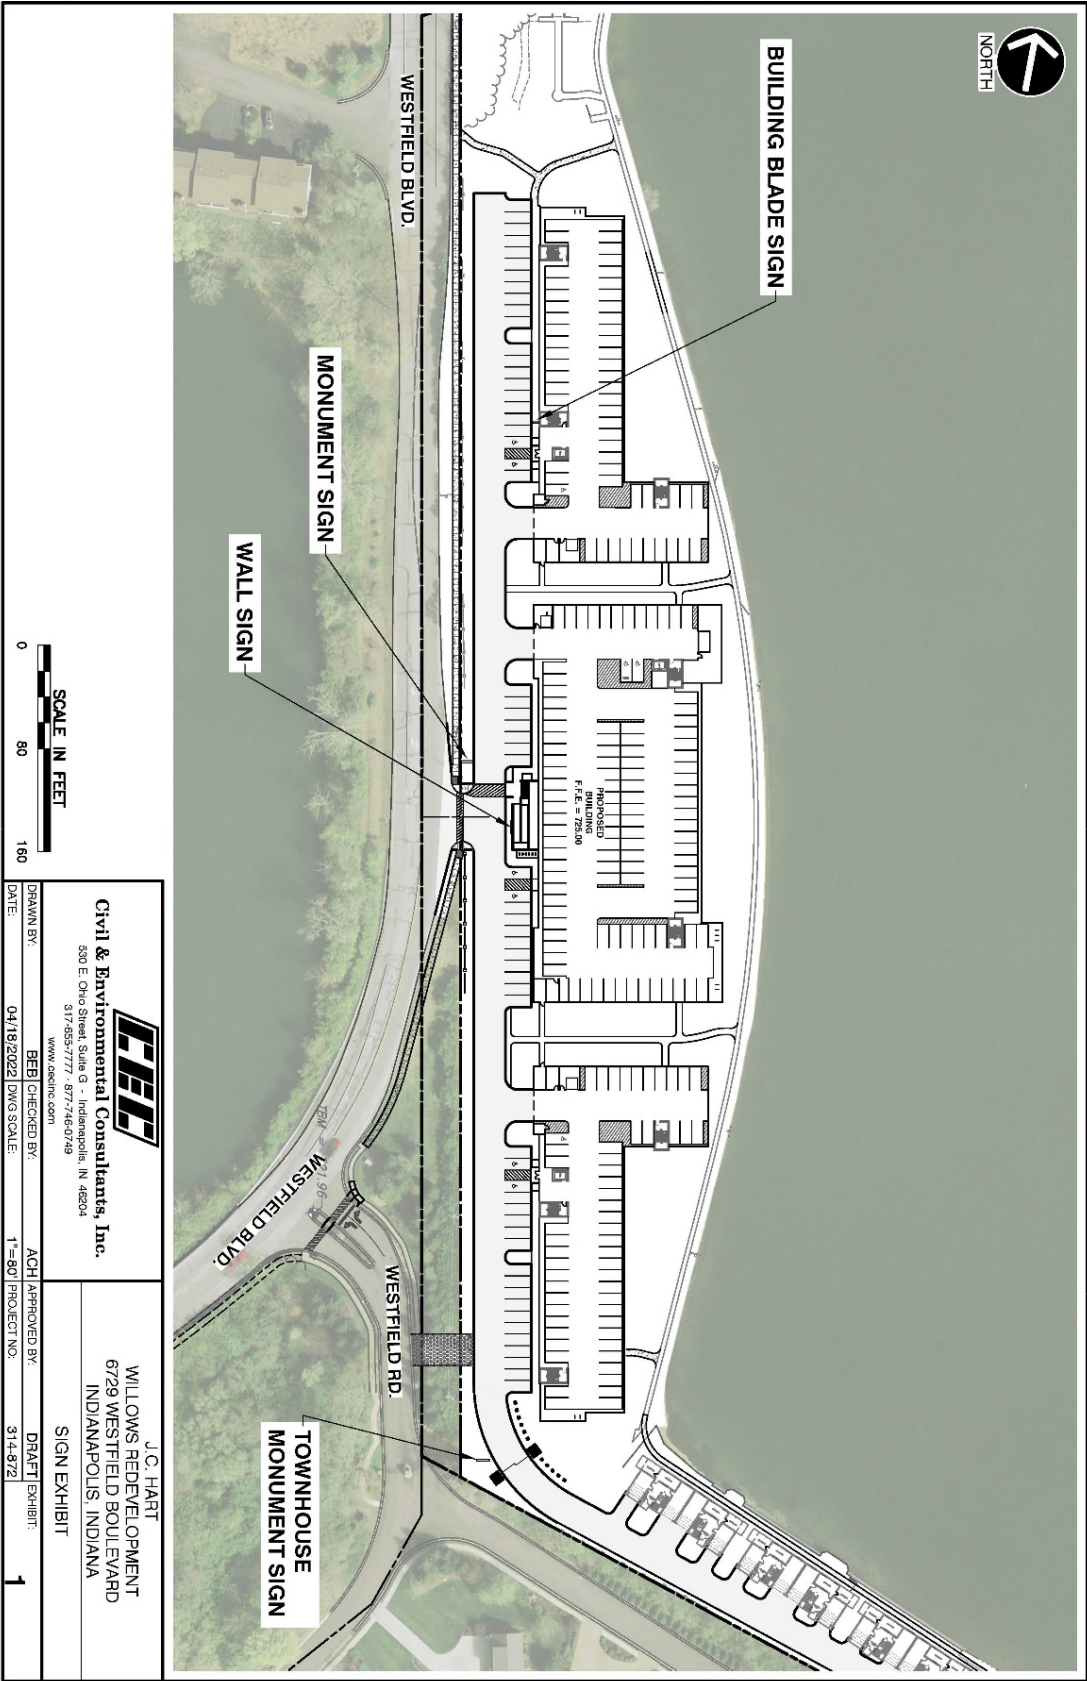 NORTH
BUILDING BLADE SIGN
WESTFIELD BLVD.
MONUMENT SIGN
WALL SIGN
PROPOSED
BUILDING
F.F.E. = 725.00
WESTFIELD BLVD.
WESTFIELD RD.
TOWNHOUSE
MONUMENT SIGN
SCALE IN FEET
0 80 160
CEC
Civil & Environmental Consultants, Inc.
530 E. Ohio Street, Suite G - Indianapolis, IN 46204
317-655-7777 · 877-746-0749
www.cecinc.com
DRAWN BY: BEB CHECKED BY: ACH APPROVED BY: DRAFT EXHIBIT:
DATE: 04/18/2022 DWG SCALE: 1"=80' PROJECT NO: 314-872
J.C. HART
WILLOWS REDEVELOPMENT
6729 WESTFIELD BOULEVARD
INDIANAPOLIS, INDIANA
SIGN EXHIBIT
1